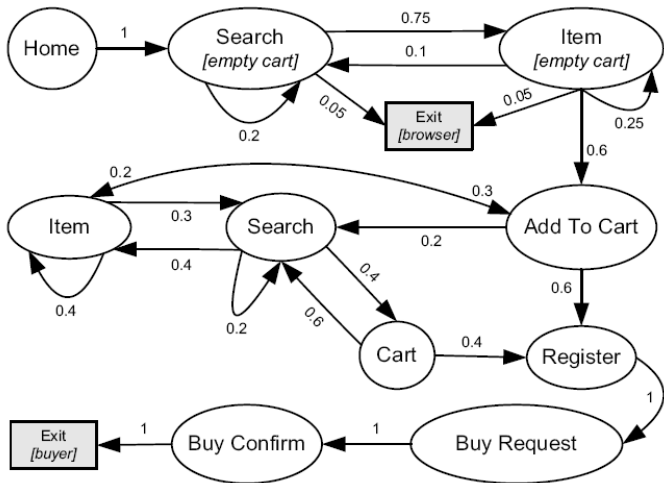 1
0.75
Home
Search
[empty cart]
Item
[empty cart]
0.1
0.2
0.05
Exit
[browser]
0.05
0.25
0.6
0.2
0.3
Item
0.3
Search
Add To Cart
0.2
0.4
0.4
0.2
0.4
0.6
0.6
Cart
0.4
Register
1
Exit
[buyer]
1
Buy Confirm
1
Buy Request